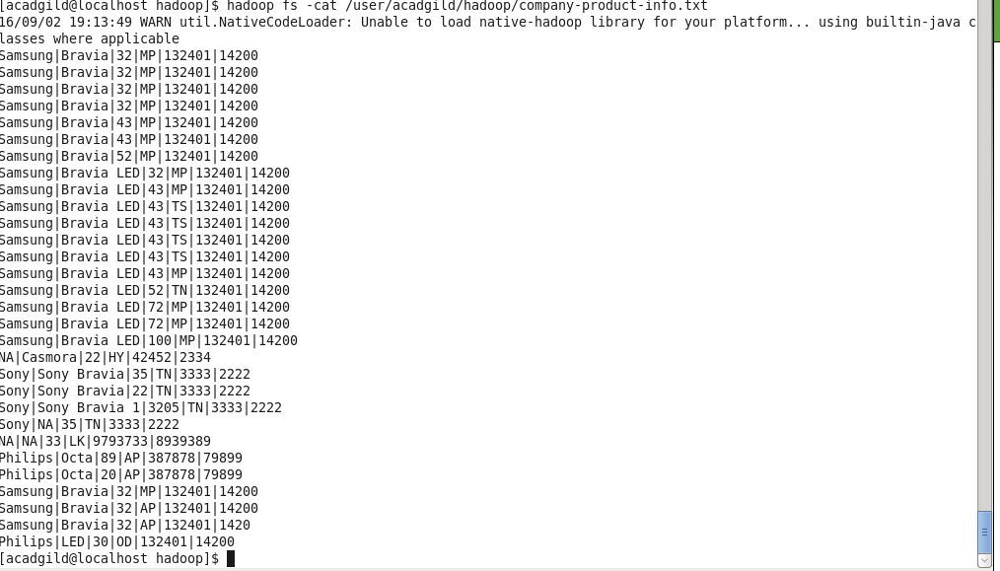 [acadgild@localhost hadoop]$ hadoop fs -cat /user/acadgild/hadoop/company-product-info.txt
16/09/02 19:13:49 WARN util.NativeCodeLoader: Unable to load native-hadoop library for your platform... using builtin-java c
lasses where applicable
Samsung|Bravia|32|MP|132401|14200
Samsung|Bravia|32|MP|132401|14200
Samsung|Bravia|32|MP|132401|14200
Samsung|Bravia|32|MP|132401|14200
Samsung|Bravia|43|MP|132401|14200
Samsung|Bravia|43|MP|132401|14200
Samsung|Bravia|52|MP|132401|14200
Samsung|Bravia LED|32|MP|132401|14200
Samsung|Bravia LED|43|MP|132401|14200
Samsung|Bravia LED|43|TS|132401|14200
Samsung|Bravia LED|43|TS|132401|14200
Samsung|Bravia LED|43|TS|132401|14200
Samsung|Bravia LED|43|TS|132401|14200
Samsung|Bravia LED|43|MP|132401|14200
Samsung|Bravia LED|52|TN|132401|14200
Samsung|Bravia LED|72|MP|132401|14200
Samsung|Bravia LED|72|MP|132401|14200
Samsung|Bravia LED|100|MP|132401|14200
NA|Casmora|22|HY|42452|2334
Sony|Sony Bravia|35|TN|3333|2222
Sony|Sony Bravia|22|TN|3333|2222
Sony|Sony Bravia 1|3205|TN|3333|2222
Sony|NA|35|TN|3333|2222
NA|NA|33|LK|9793733|8939389
Philips|Octa|89|AP|387878|79899
Philips|Octa|20|AP|387878|79899
Samsung|Bravia|32|MP|132401|14200
Samsung|Bravia|32|AP|132401|14200
Samsung|Bravia|32|AP|132401|1420
Philips|LED|30|OD|132401|14200
[acadgild@localhost hadoop]$